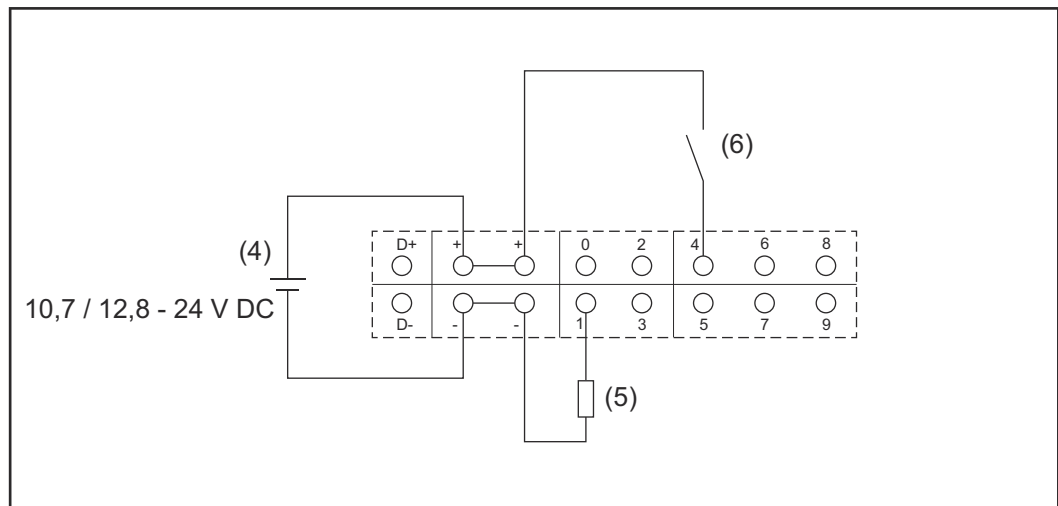 (6)
(4)
10,7 / 12,8 - 24 V DC
D+ + + 0 2 4 6 8
D- - - 1 3 5 7 9
(5)